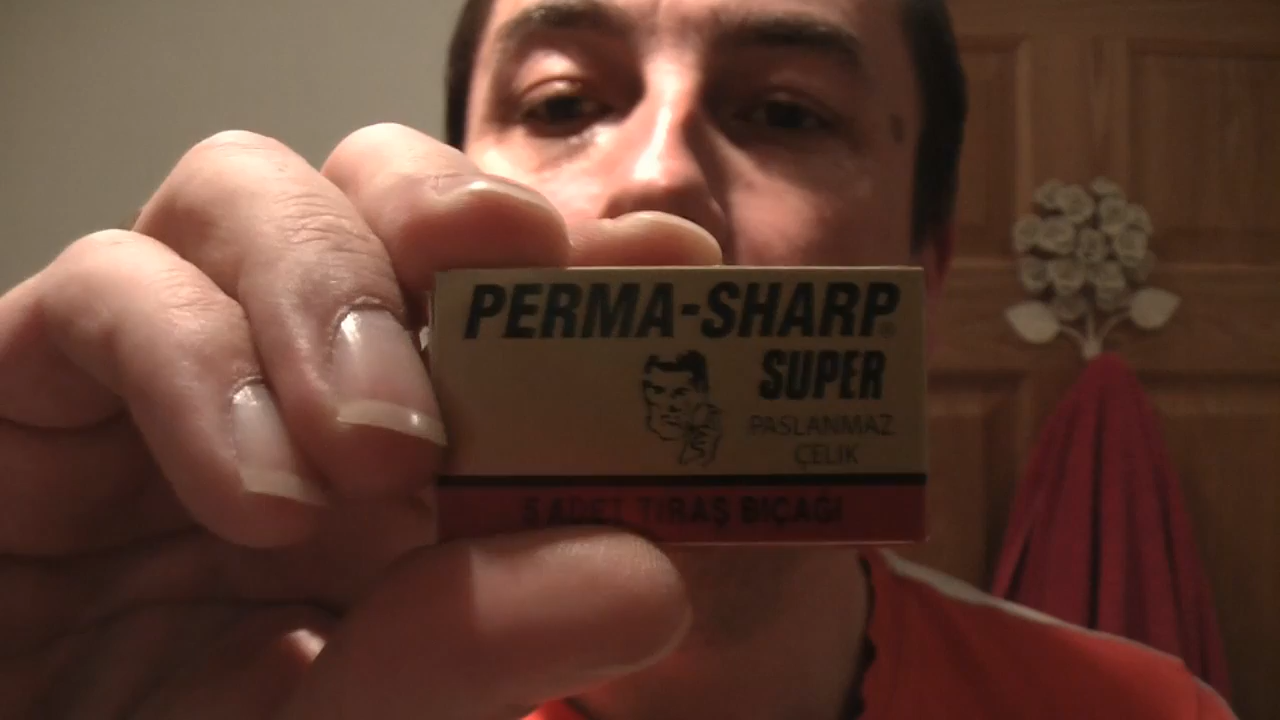 PERMA-SHARP®
SUPER
PASLANMAZ
ÇELİK
5 ADET TIRAŞ BIÇAĞI